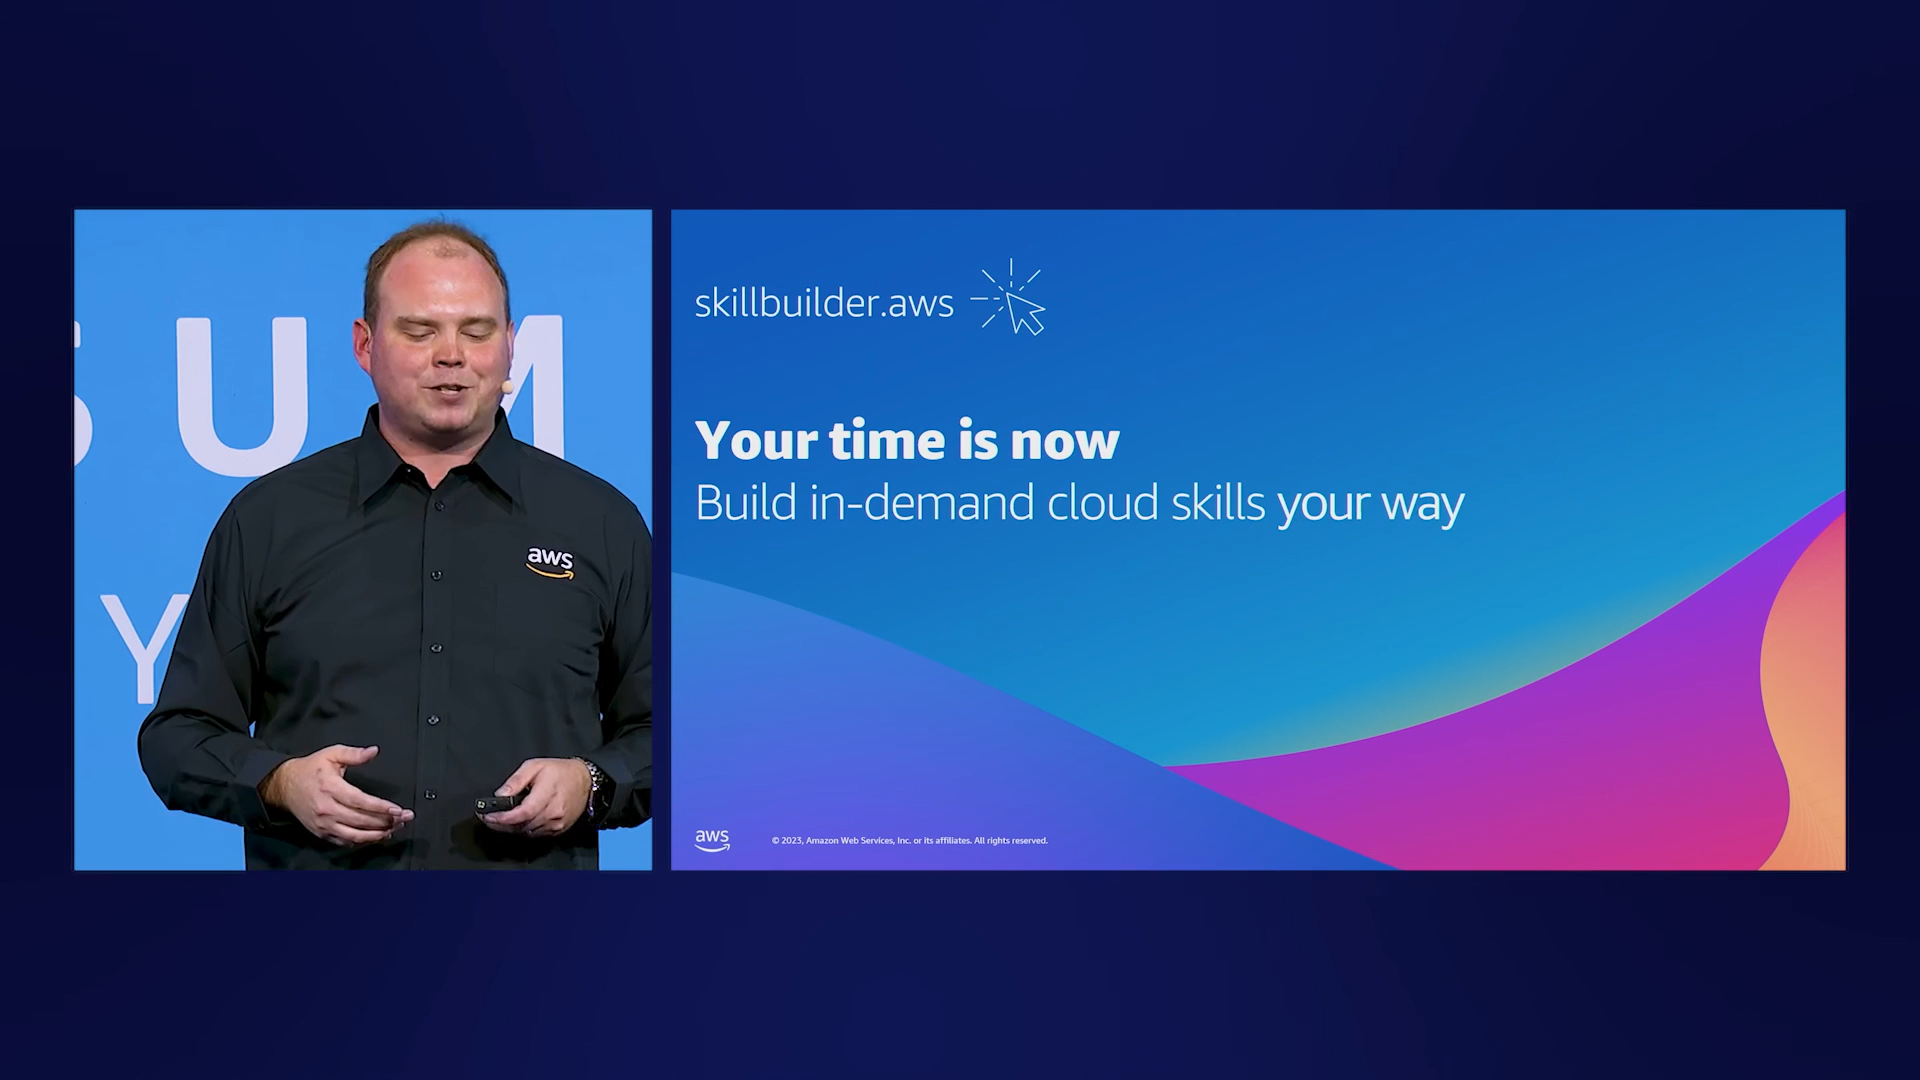 SUM
Y
aws
skillbuilder.aws
Your time is now
Build in-demand cloud skills your way
aws
© 2023, Amazon Web Services, Inc. or its affiliates. All rights reserved.